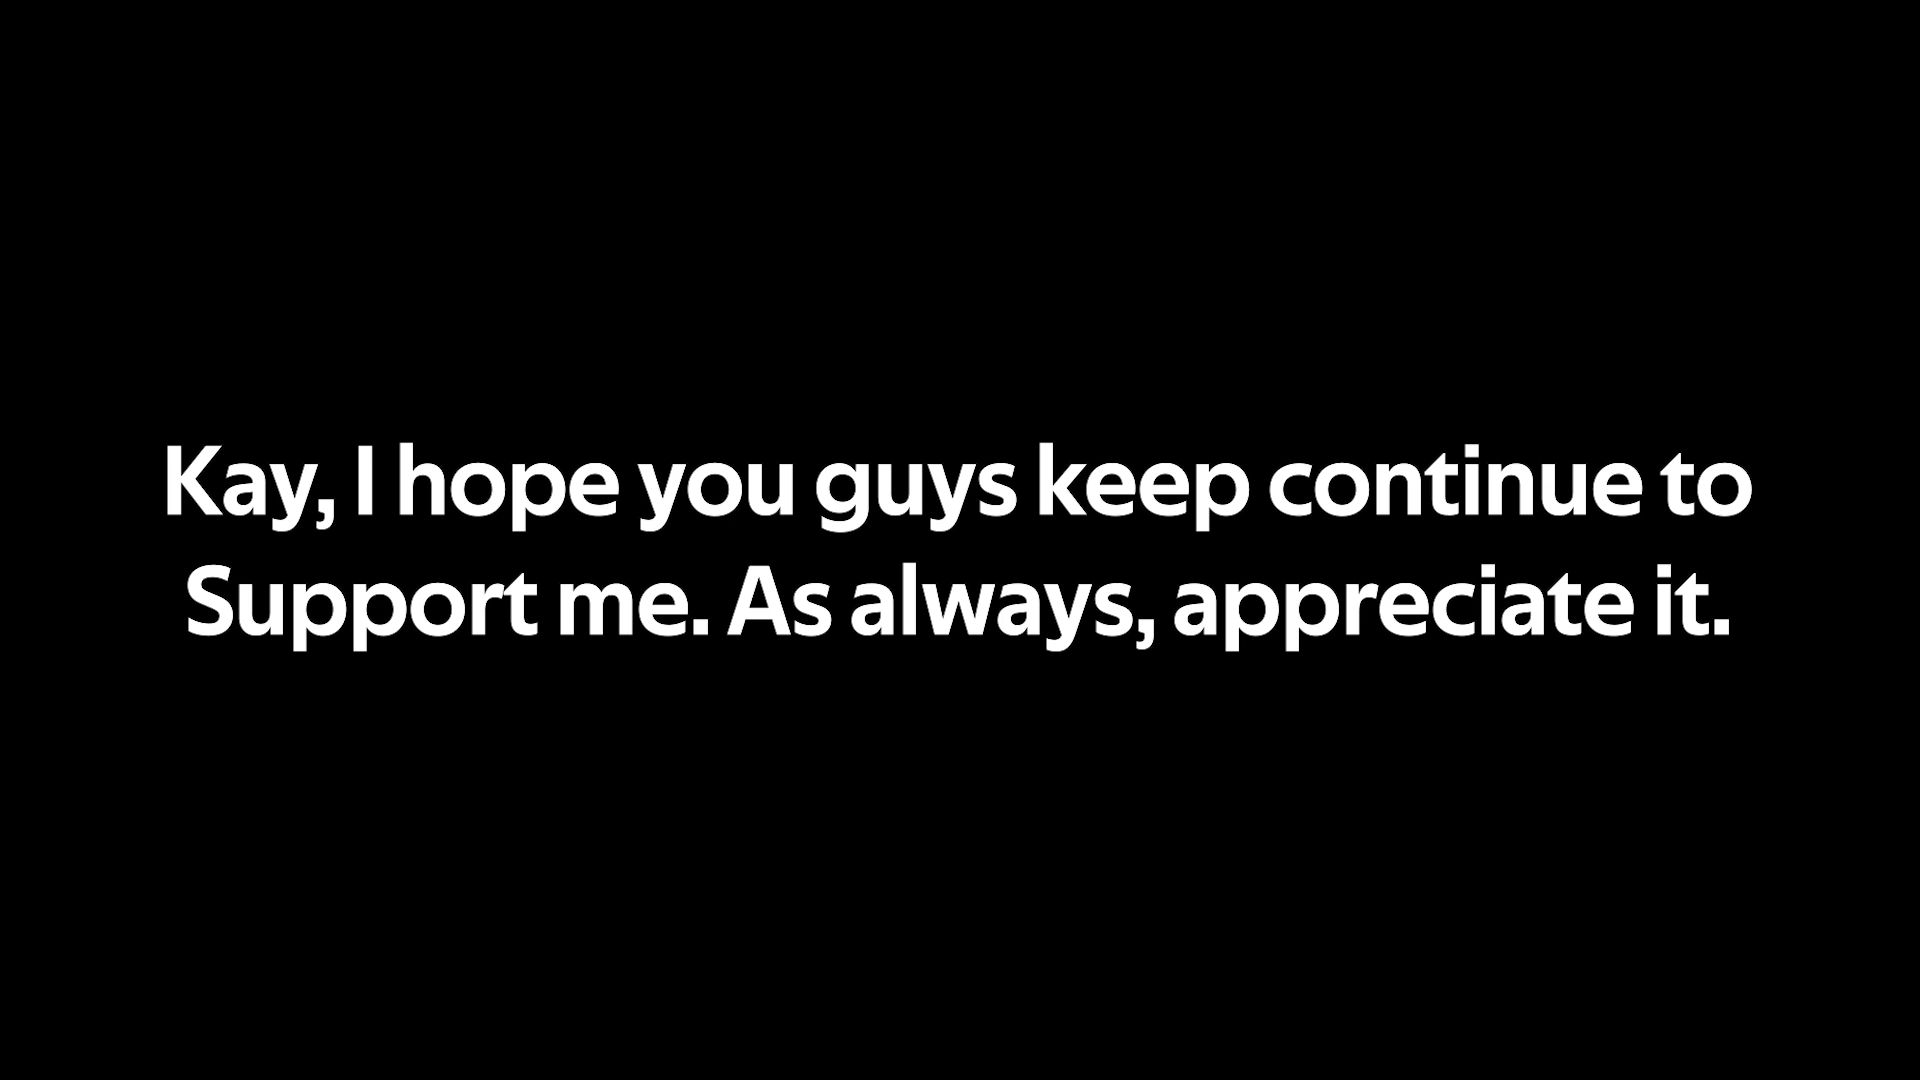 Kay, I hope you guys keep continue to
Support me. As always, appreciate it.